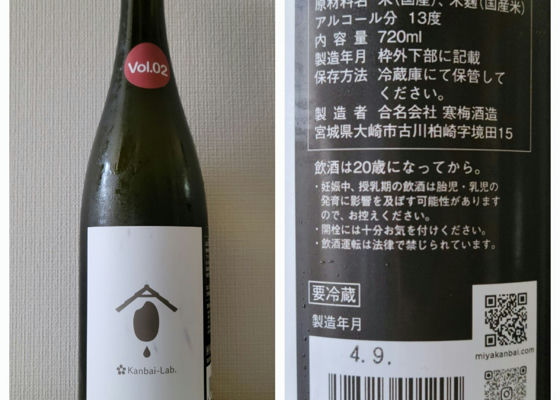 Vol.02
Kanbai-Lab.
原材料名 米(国産)、米麹(国産米)
アルコール分 13度
内容量 720ml
製造年月 枠外下部に記載
保存方法 冷蔵庫にて保管して
ください。
製造者 合名会社 寒梅酒造
宮城県大崎市古川柏崎字境田15
飲酒は20歳になってから。
・妊娠中、授乳期の飲酒は胎児・乳児の
発育に影響を及ぼす可能性があります
ので、お控えください。
・開栓には十分お気を付けください。
・飲酒運転は法律で禁じられています。
要冷蔵
製造年月
4.9.
miyakanbai.com